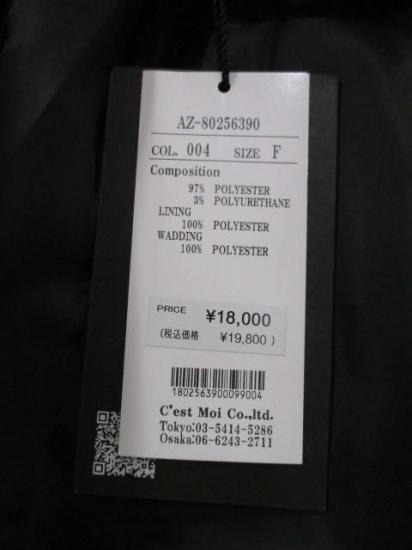 AZ-80256390
COL. 004 SIZE F
Composition
97% POLYESTER
3% POLYURETHANE
LINING
100% POLYESTER
WADDING
100% POLYESTER
PRICE ¥18,000
(税込価格 ¥19,800)
1802563900099004
C'est Moi Co.,ltd.
Tokyo:03-5414-5286
Osaka:06-6243-2711